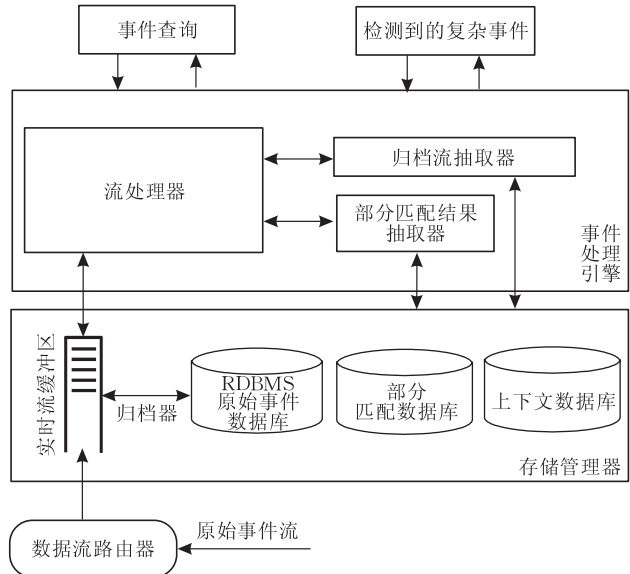 事件查询
检测到的复杂事件
流处理器
归档流抽取器
部分匹配结果
抽取器
事件
处理
引擎
实时流缓冲区
归档器
RDBMS
原始事件
数据库
部分
匹配数据库
上下文数据库
存储管理器
数据流路由器
原始事件流